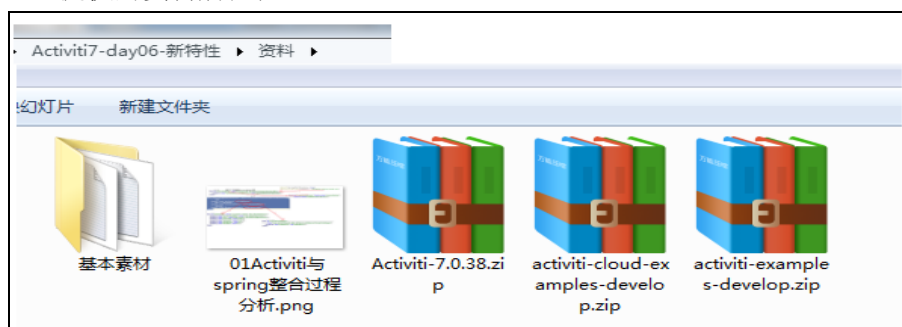 Activiti7-day06-新特性 ▸ 资料 ▸
幻灯片 新建文件夹
基本素材
01Activiti与
spring整合过程
分析.png
Activiti-7.0.38.zi
p
activiti-cloud-ex
amples-develo
p.zip
activiti-example
s-develop.zip